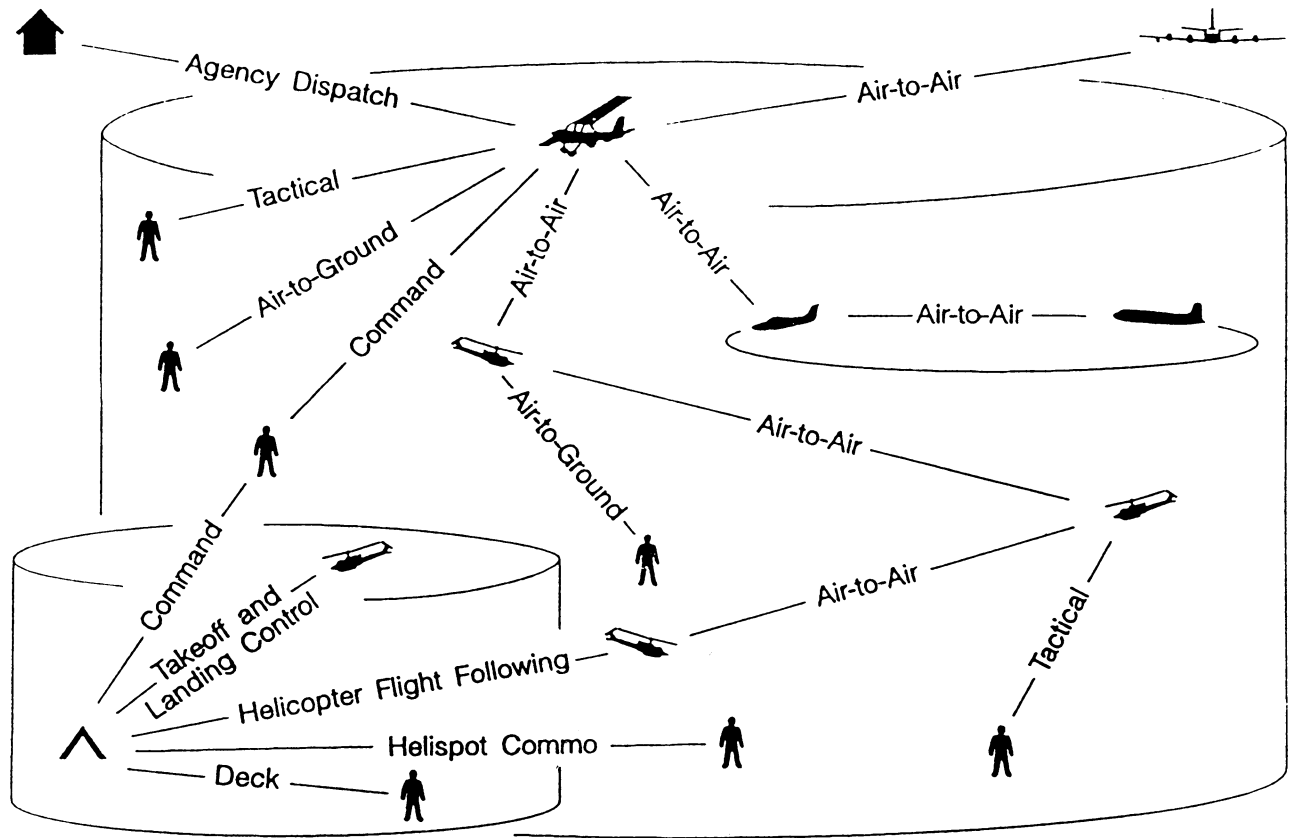 Agency Dispatch
Air-to-Air
Tactical
Air-to-Ground
Command
Air-to-Air
Air-to-Air
Air-to-Air
Air-to-Ground
Air-to-Air
Command
Takeoff and
Landing Control
Air-to-Air
Tactical
Helicopter Flight Following
Helispot Commo
Deck